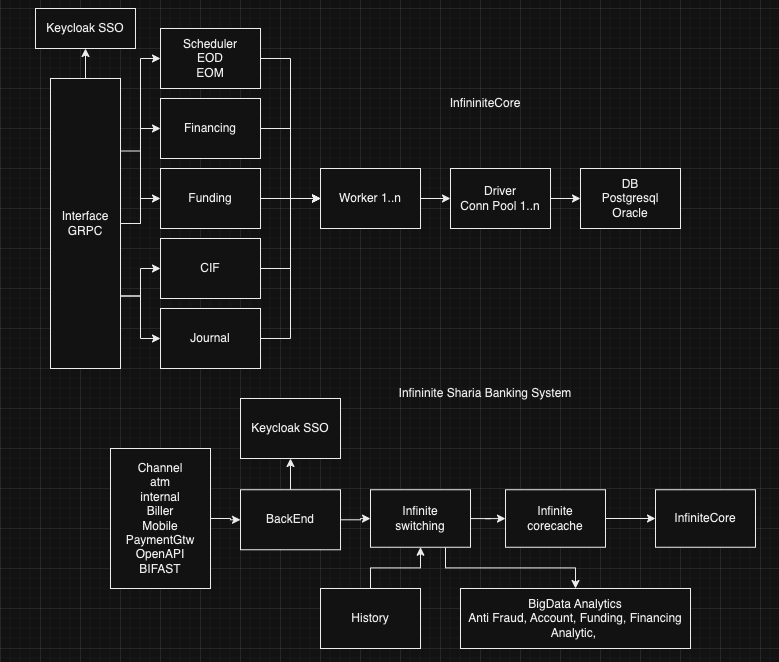 Keycloak SSO
Scheduler
EOD
EOM
InfininiteCore
Financing
Interface
GRPC
Funding
Worker 1..n
Driver
Conn Pool 1..n
DB
Postgresql
Oracle
CIF
Journal
Infininite Sharia Banking System
Keycloak SSO
Channel
atm
internal
Biller
Mobile
PaymentGtw
OpenAPI
BIFAST
BackEnd
Infinite
switching
Infinite
corecache
InfiniteCore
History
BigData Analytics
Anti Fraud, Account, Funding, Financing
Analytic,